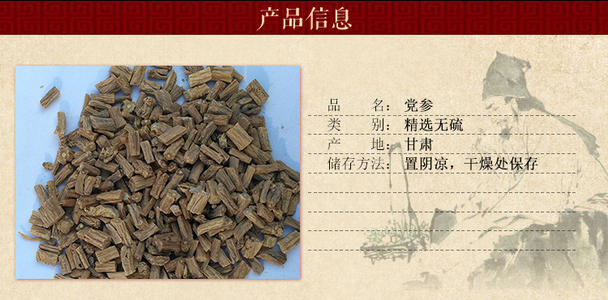 产品信息
品 名： 党参
类 别： 精选无硫
产 地： 甘肃
储存方法： 置阴凉，干燥处保存